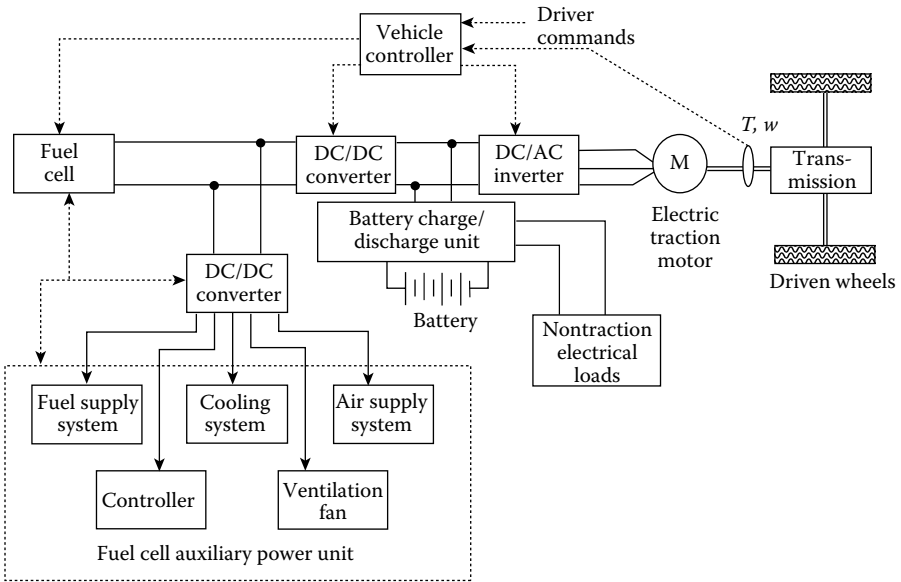 Vehicle
controller
Driver
commands
Fuel
cell
DC/DC
converter
DC/AC
inverter
M
T, w
Trans-
mission
Electric
traction
motor
Driven wheels
Battery charge/
discharge unit
Battery
DC/DC
converter
Nontraction
electrical
loads
Fuel supply
system
Cooling
system
Air supply
system
Controller
Ventilation
fan
Fuel cell auxiliary power unit